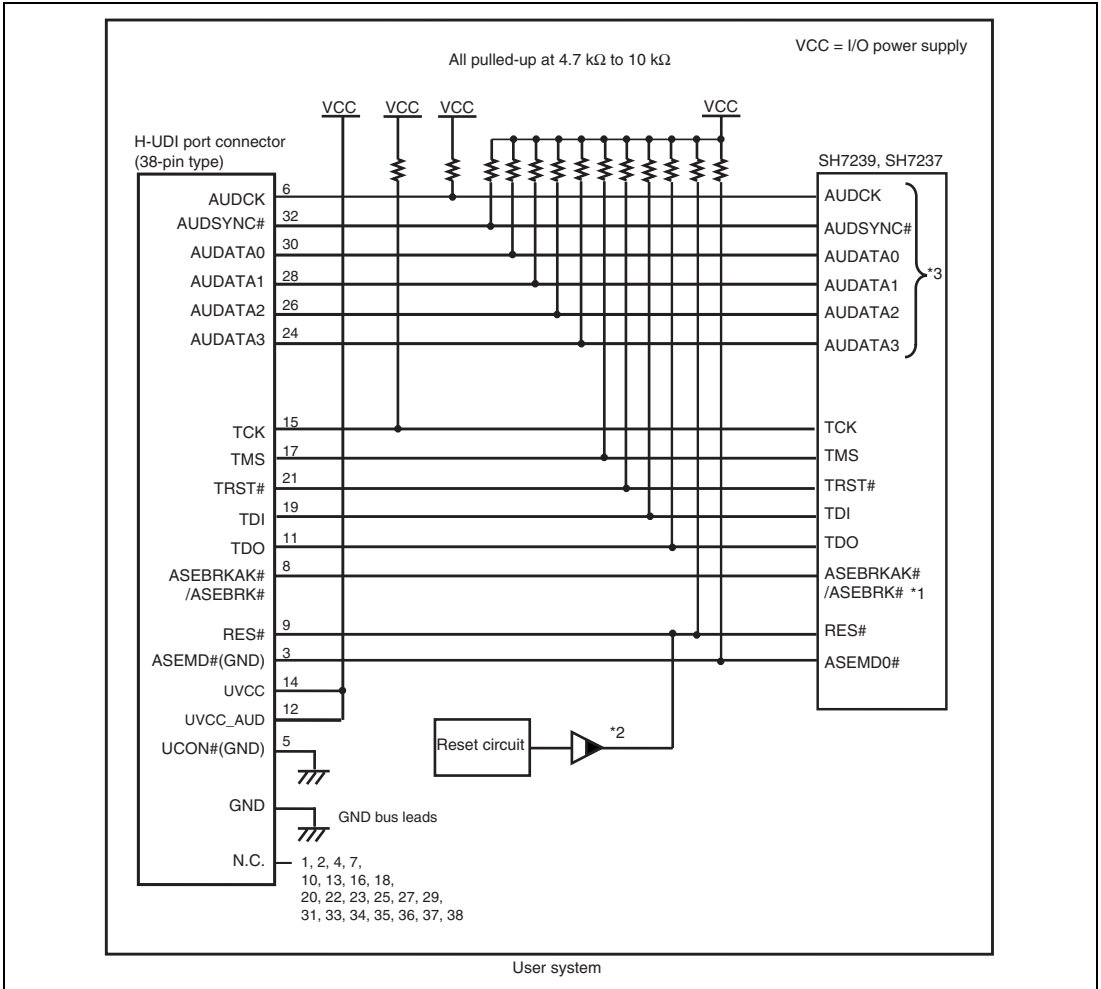 VCC = I/O power supply
All pulled-up at 4.7 kΩ to 10 kΩ
VCC VCC VCC VCC
H-UDI port connector
(38-pin type)
SH7239, SH7237
AUDCK 6 AUDCK
AUDSYNC# 32 AUDSYNC#
AUDATA0 30 AUDATA0
AUDATA1 28 AUDATA1
*3
AUDATA2 26 AUDATA2
AUDATA3 24 AUDATA3
TCK 15 TCK
TMS 17 TMS
TRST# 21 TRST#
TDI 19 TDI
TDO 11 TDO
ASEBRKAK# 8 ASEBRKAK#
/ASEBRK# /ASEBRK# *1
RES# 9 RES#
ASEMD#(GND) 3 ASEMD0#
UVCC 14
UVCC_AUD 12
*2
UCON#(GND) 5
Reset circuit
GND
GND bus leads
N.C. 1, 2, 4, 7,
10, 13, 16, 18,
20, 22, 23, 25, 27, 29,
31, 33, 34, 35, 36, 37, 38
User system